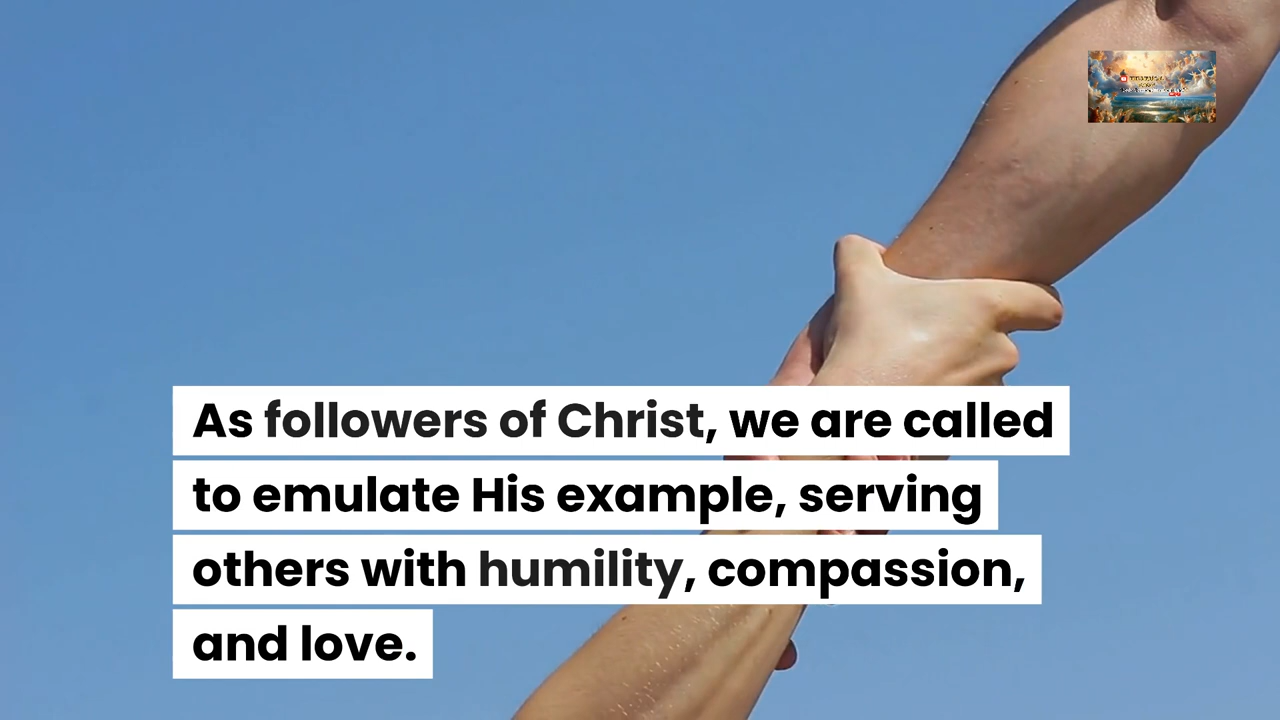 As followers of Christ, we are called
to emulate His example, serving
others with humility, compassion,
and love.